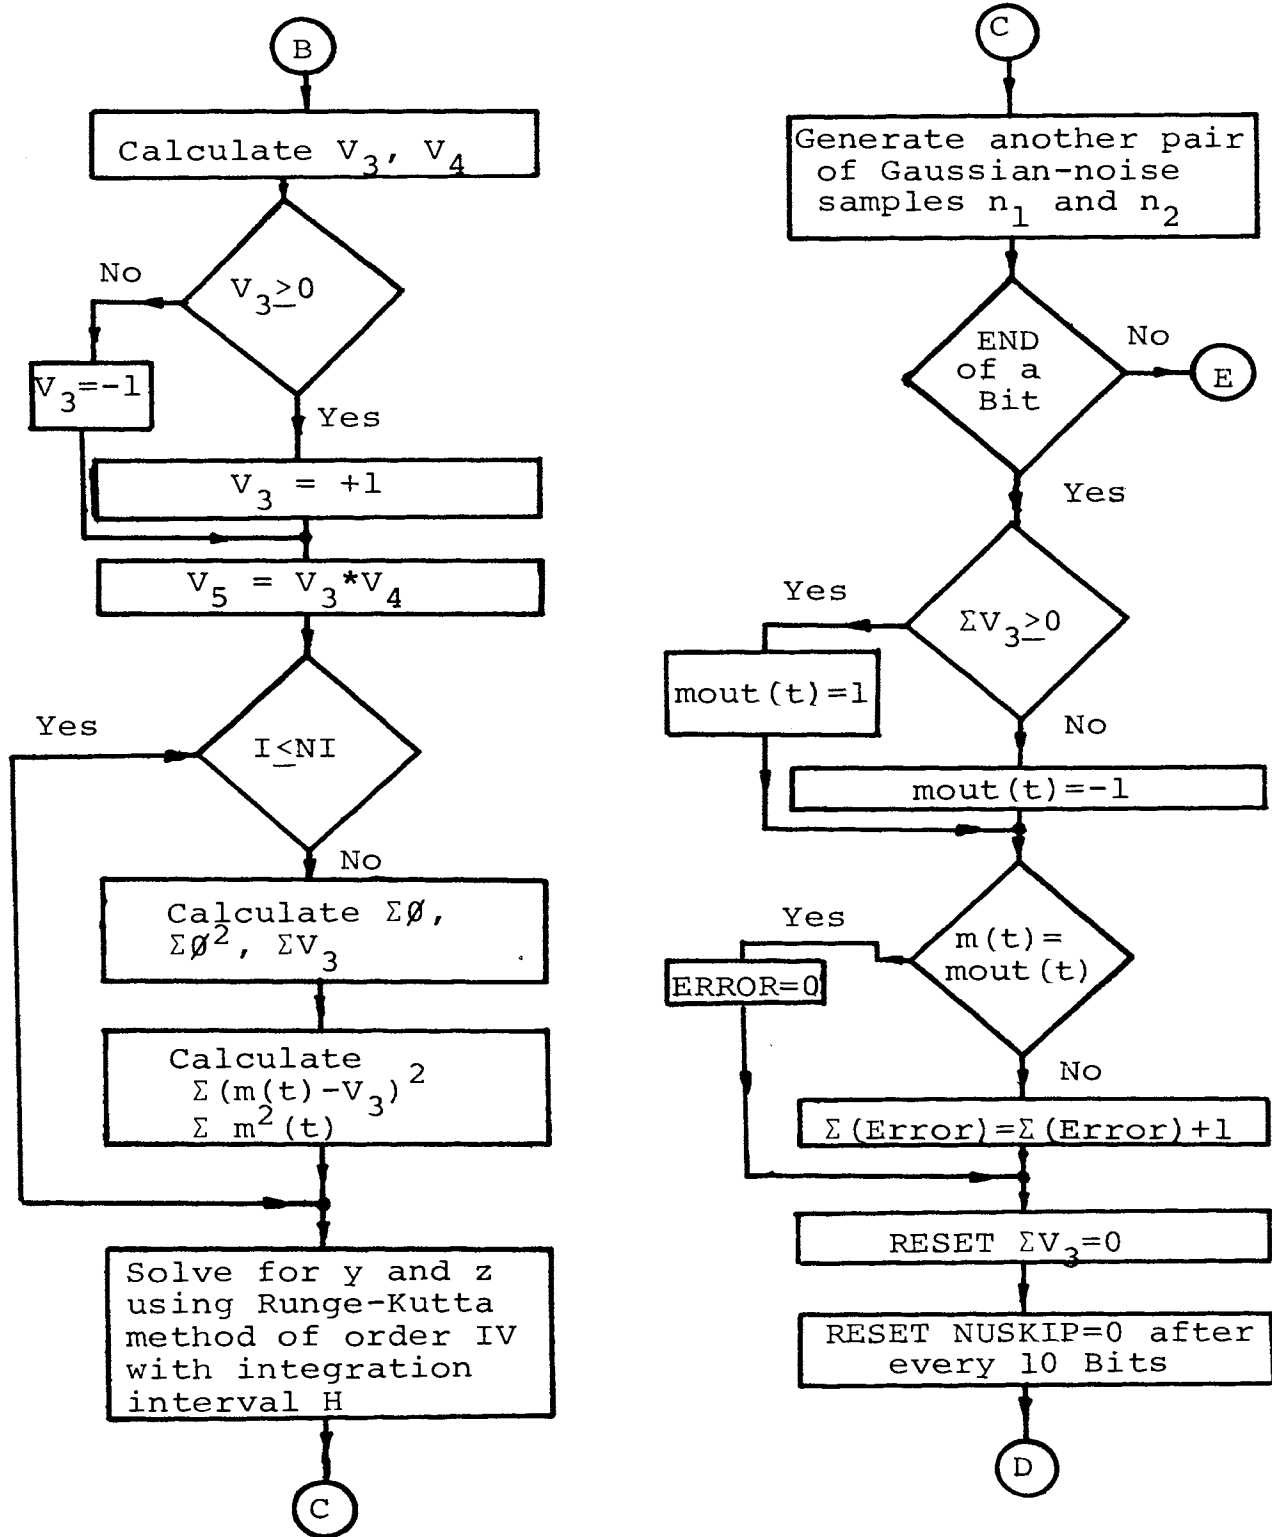 B
Calculate V₃, V₄
No
V₃≥0
V₃=-1
Yes
V₃ = +1
V₅ = V₃*V₄
Yes
I≤NI
No
Calculate ΣØ,
ΣØ², ΣV₃
Calculate
Σ(m(t)-V₃)²
Σ m²(t)
Solve for y and z
using Runge-Kutta
method of order IV
with integration
interval H
C
C
Generate another pair
of Gaussian-noise
samples n₁ and n₂
END
of a
Bit
No
E
Yes
Yes
ΣV₃≥0
mout(t)=1
No
mout(t)=-1
Yes
m(t)=
mout(t)
ERROR=0
No
Σ(Error)=Σ(Error)+1
RESET ΣV₃=0
RESET NUSKIP=0 after
every 10 Bits
D